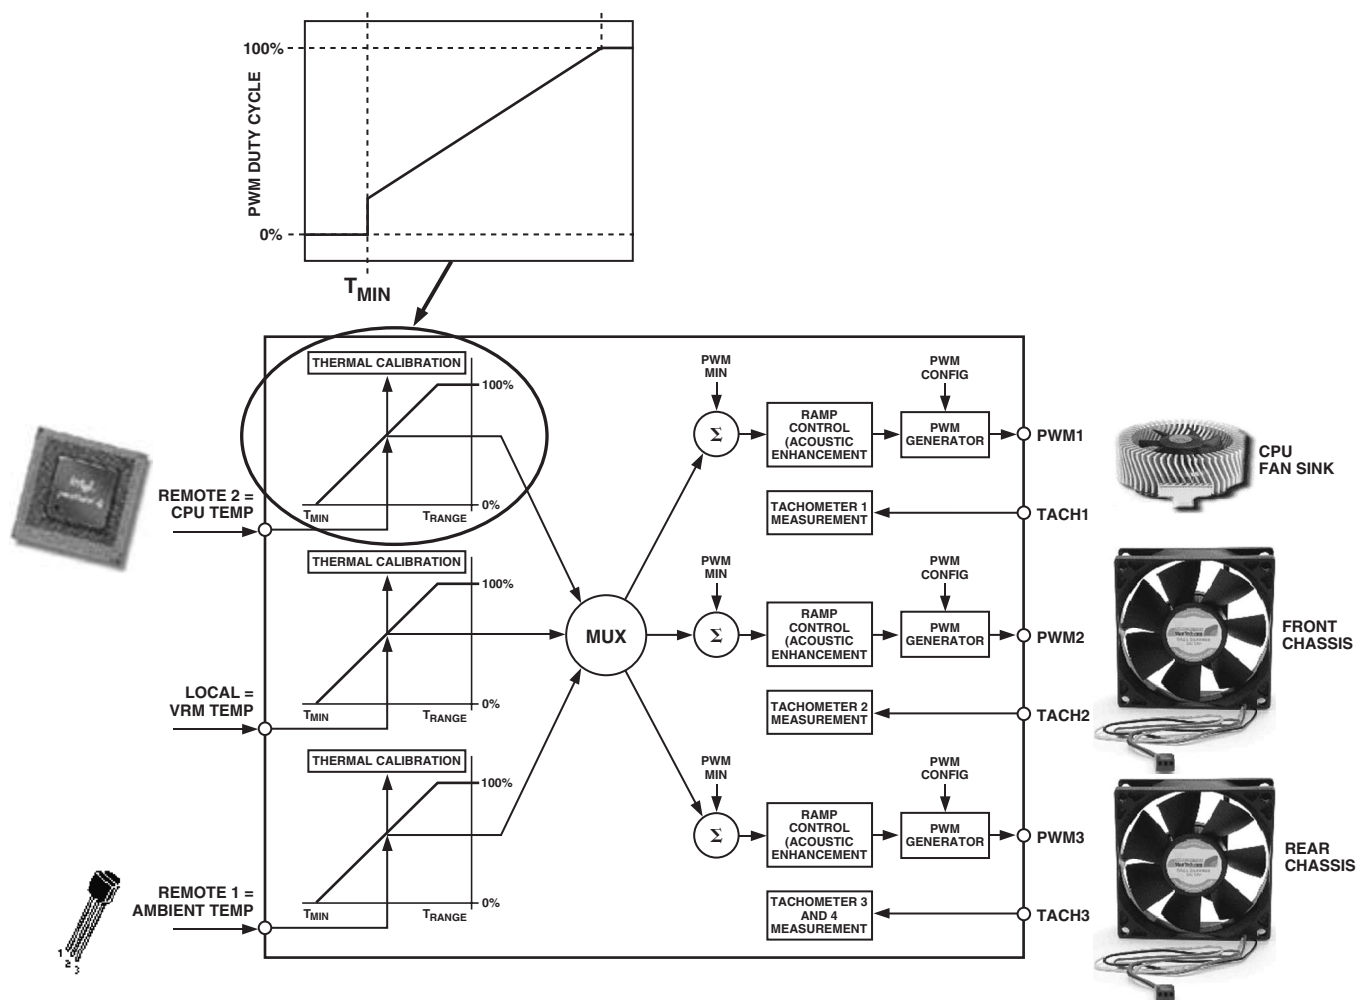 100%
PWM DUTY CYCLE
0%
TMIN
THERMAL CALIBRATION
100%
0%
TMIN
TRANGE
REMOTE 2 =
CPU TEMP
THERMAL CALIBRATION
100%
0%
TMIN
TRANGE
LOCAL =
VRM TEMP
THERMAL CALIBRATION
100%
0%
TMIN
TRANGE
REMOTE 1 =
AMBIENT TEMP
1
2
3
MUX
PWM
MIN
Σ
RAMP
CONTROL
(ACOUSTIC
ENHANCEMENT
PWM
CONFIG
PWM
GENERATOR
PWM1
CPU
FAN SINK
TACHOMETER 1
MEASUREMENT
TACH1
PWM
MIN
Σ
RAMP
CONTROL
(ACOUSTIC
ENHANCEMENT
PWM
CONFIG
PWM
GENERATOR
PWM2
FRONT
CHASSIS
TACHOMETER 2
MEASUREMENT
TACH2
PWM
MIN
Σ
RAMP
CONTROL
(ACOUSTIC
ENHANCEMENT
PWM
CONFIG
PWM
GENERATOR
PWM3
REAR
CHASSIS
TACHOMETER 3
AND 4
MEASUREMENT
TACH3